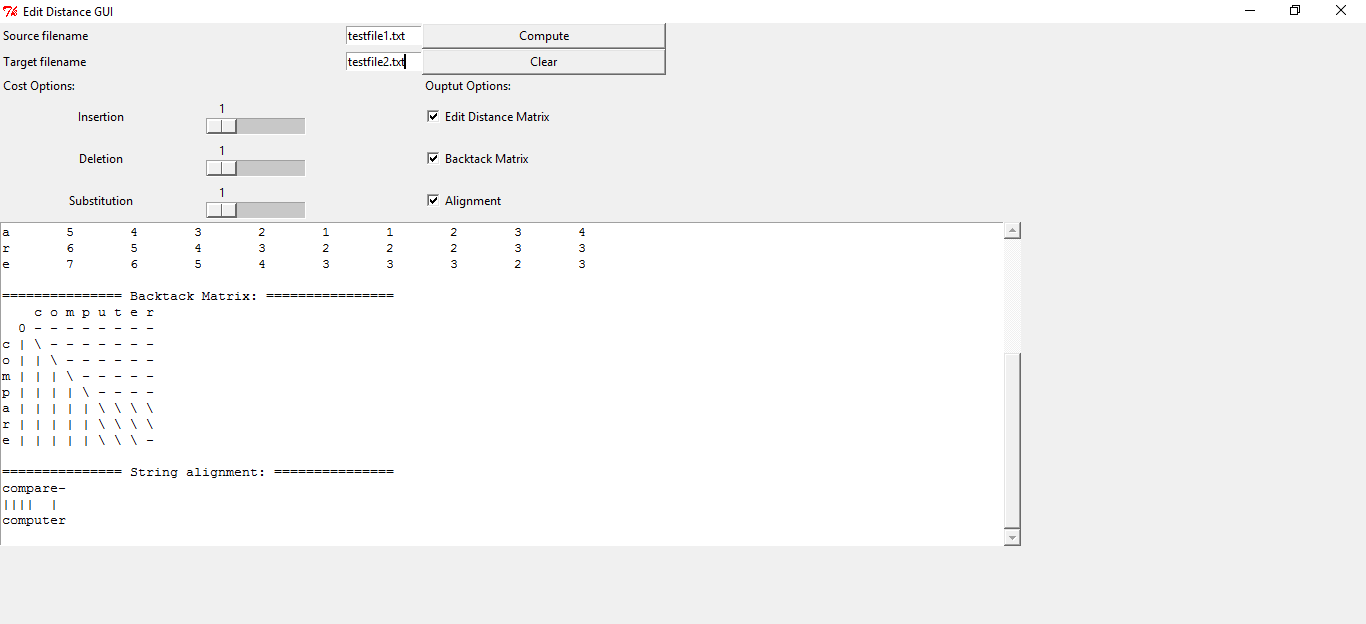 Edit Distance GUI
Source filename testfile1.txt Compute
Target filename testfile2.txt Clear
Cost Options: Ouptut Options:
1
Insertion Edit Distance Matrix
1
Deletion Backtack Matrix
1
Substitution Alignment
a 5 4 3 2 1 1 2 3 4
r 6 5 4 3 2 2 2 3 3
e 7 6 5 4 3 3 3 2 3
=============== Backtack Matrix: ================
c o m p u t e r
0 - - - - - - - -
c | \ - - - - - - -
o | | \ - - - - - -
m | | | \ - - - - -
p | | | | \ - - - -
a | | | | | \ \ \ \
r | | | | | \ \ \ \
e | | | | | \ \ \ -
=============== String alignment: ===============
compare-
||||  |
computer